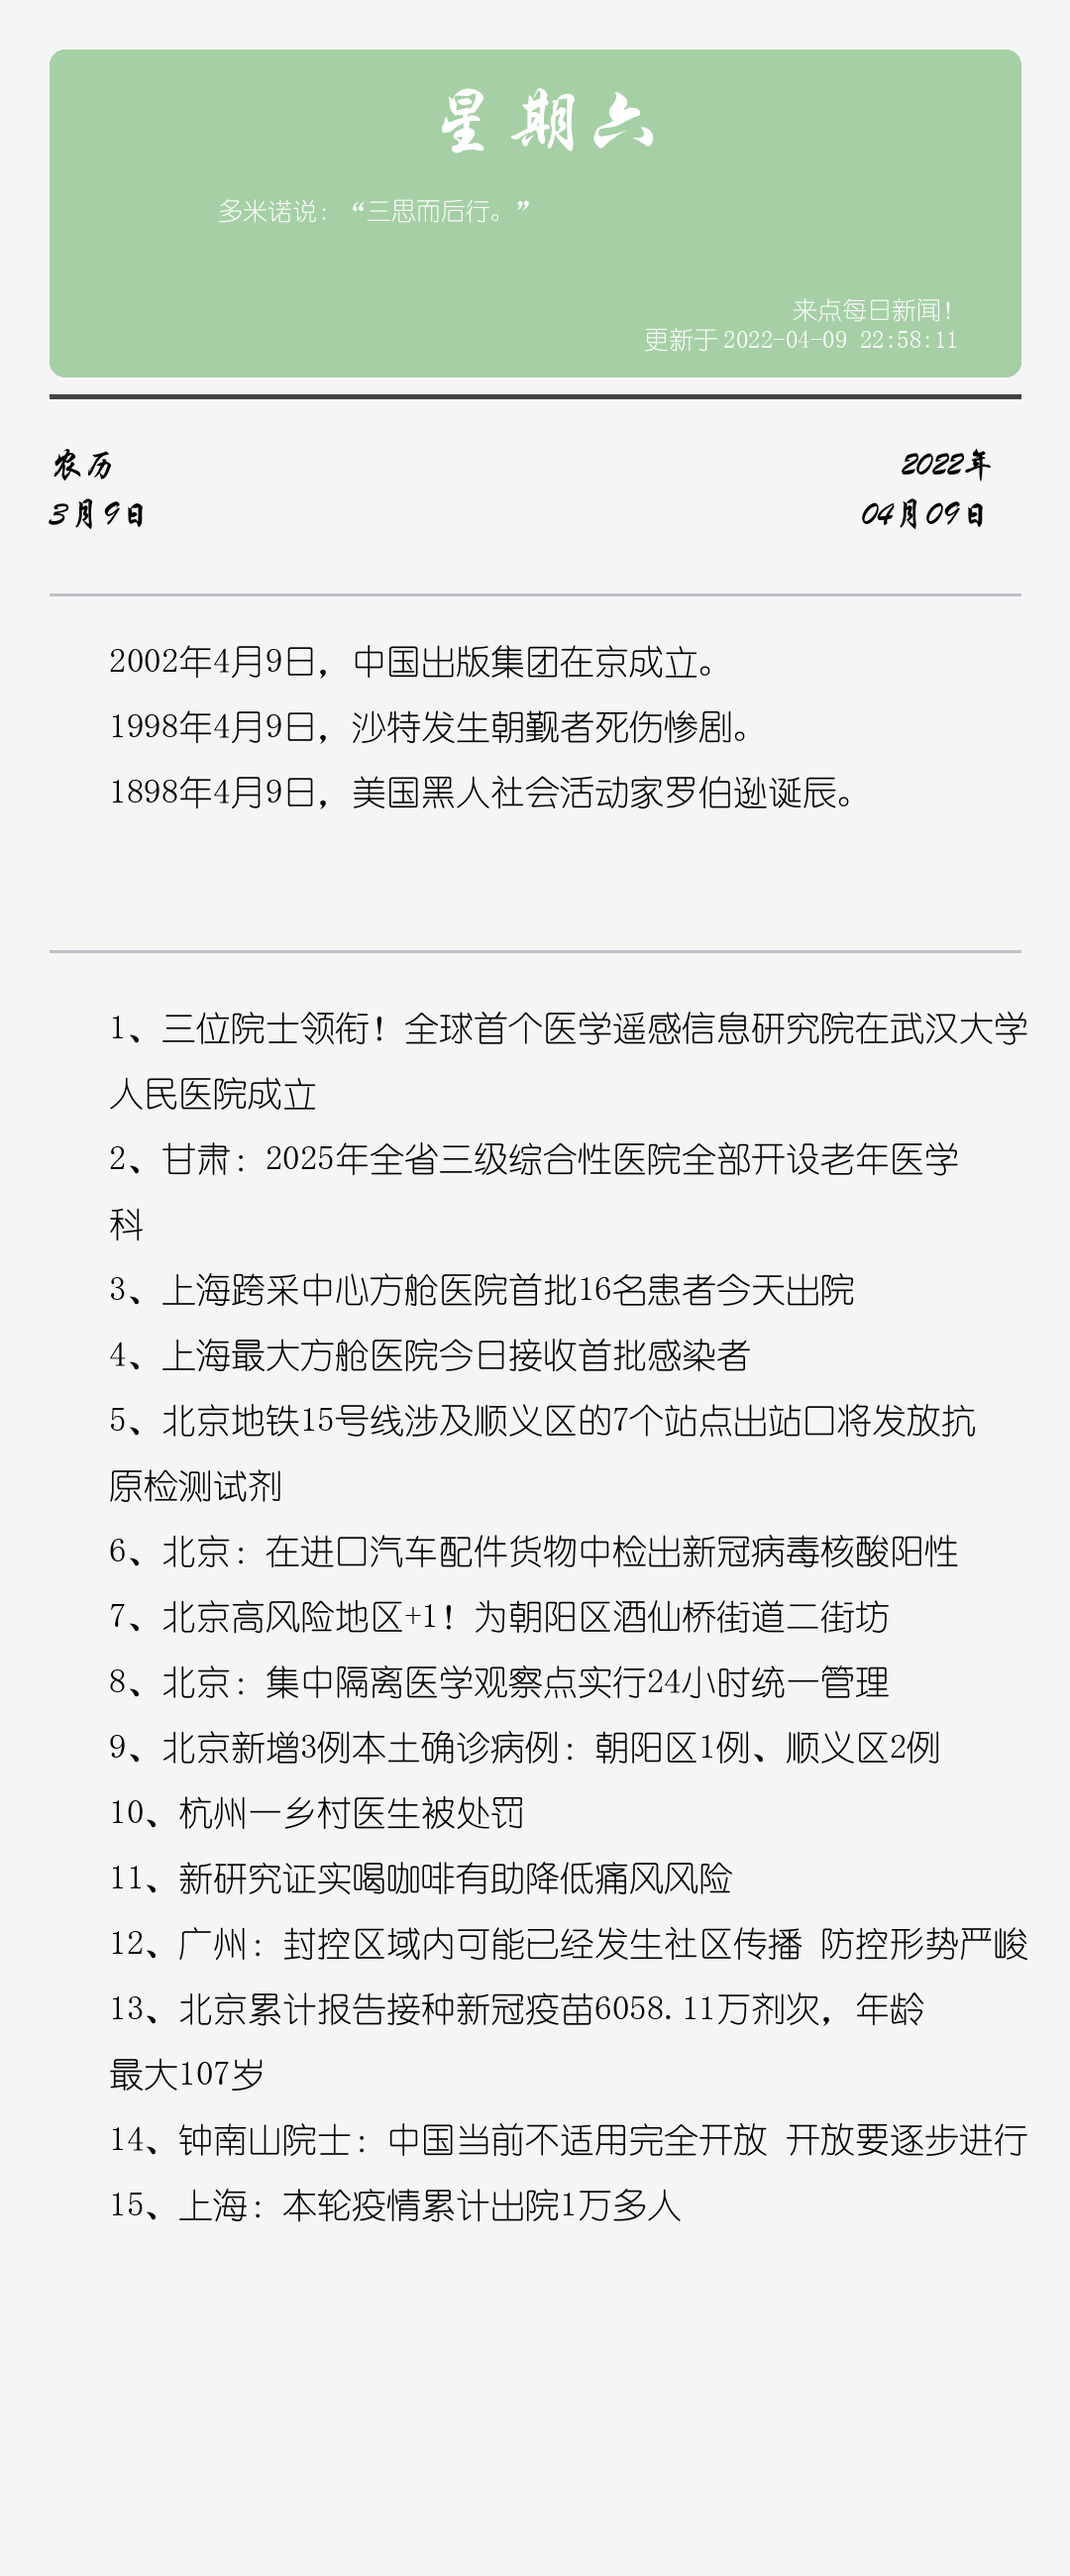 星期六
多米诺说：“三思而后行。”
来点每日新闻！
更新于 2022-04-09 22:58:11
农历
2022年
3月9日
04月09日
2002年4月9日，中国出版集团在京成立。
1998年4月9日，沙特发生朝觐者死伤惨剧。
1898年4月9日，美国黑人社会活动家罗伯逊诞辰。
1、三位院士领衔！全球首个医学遥感信息研究院在武汉大学
人民医院成立
2、甘肃：2025年全省三级综合性医院全部开设老年医学
科
3、上海跨采中心方舱医院首批16名患者今天出院
4、上海最大方舱医院今日接收首批感染者
5、北京地铁15号线涉及顺义区的7个站点出站口将发放抗
原检测试剂
6、北京：在进口汽车配件货物中检出新冠病毒核酸阳性
7、北京高风险地区+1！为朝阳区酒仙桥街道二街坊
8、北京：集中隔离医学观察点实行24小时统一管理
9、北京新增3例本土确诊病例：朝阳区1例、顺义区2例
10、杭州一乡村医生被处罚
11、新研究证实喝咖啡有助降低痛风风险
12、广州：封控区域内可能已经发生社区传播 防控形势严峻
13、北京累计报告接种新冠疫苗6058.11万剂次，年龄
最大107岁
14、钟南山院士：中国当前不适用完全开放 开放要逐步进行
15、上海：本轮疫情累计出院1万多人